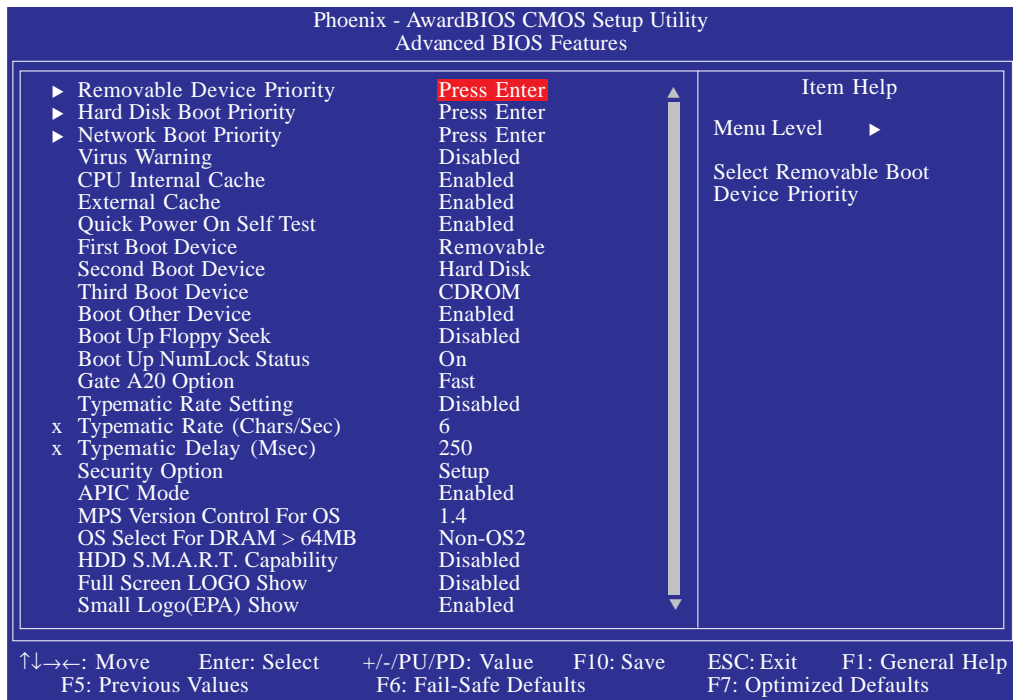 Phoenix - AwardBIOS CMOS Setup Utility
Advanced BIOS Features
▶ Removable Device Priority Press Enter
▶ Hard Disk Boot Priority Press Enter
▶ Network Boot Priority Press Enter
Virus Warning Disabled
CPU Internal Cache Enabled
External Cache Enabled
Quick Power On Self Test Enabled
First Boot Device Removable
Second Boot Device Hard Disk
Third Boot Device CDROM
Boot Other Device Enabled
Boot Up Floppy Seek Disabled
Boot Up NumLock Status On
Gate A20 Option Fast
Typematic Rate Setting Disabled
x Typematic Rate (Chars/Sec) 6
x Typematic Delay (Msec) 250
Security Option Setup
APIC Mode Enabled
MPS Version Control For OS 1.4
OS Select For DRAM > 64MB Non-OS2
HDD S.M.A.R.T. Capability Disabled
Full Screen LOGO Show Disabled
Small Logo(EPA) Show Enabled
Item Help
Menu Level ▶
Select Removable Boot
Device Priority
↑↓→←: Move Enter: Select +/-/PU/PD: Value F10: Save ESC: Exit F1: General Help
F5: Previous Values F6: Fail-Safe Defaults F7: Optimized Defaults